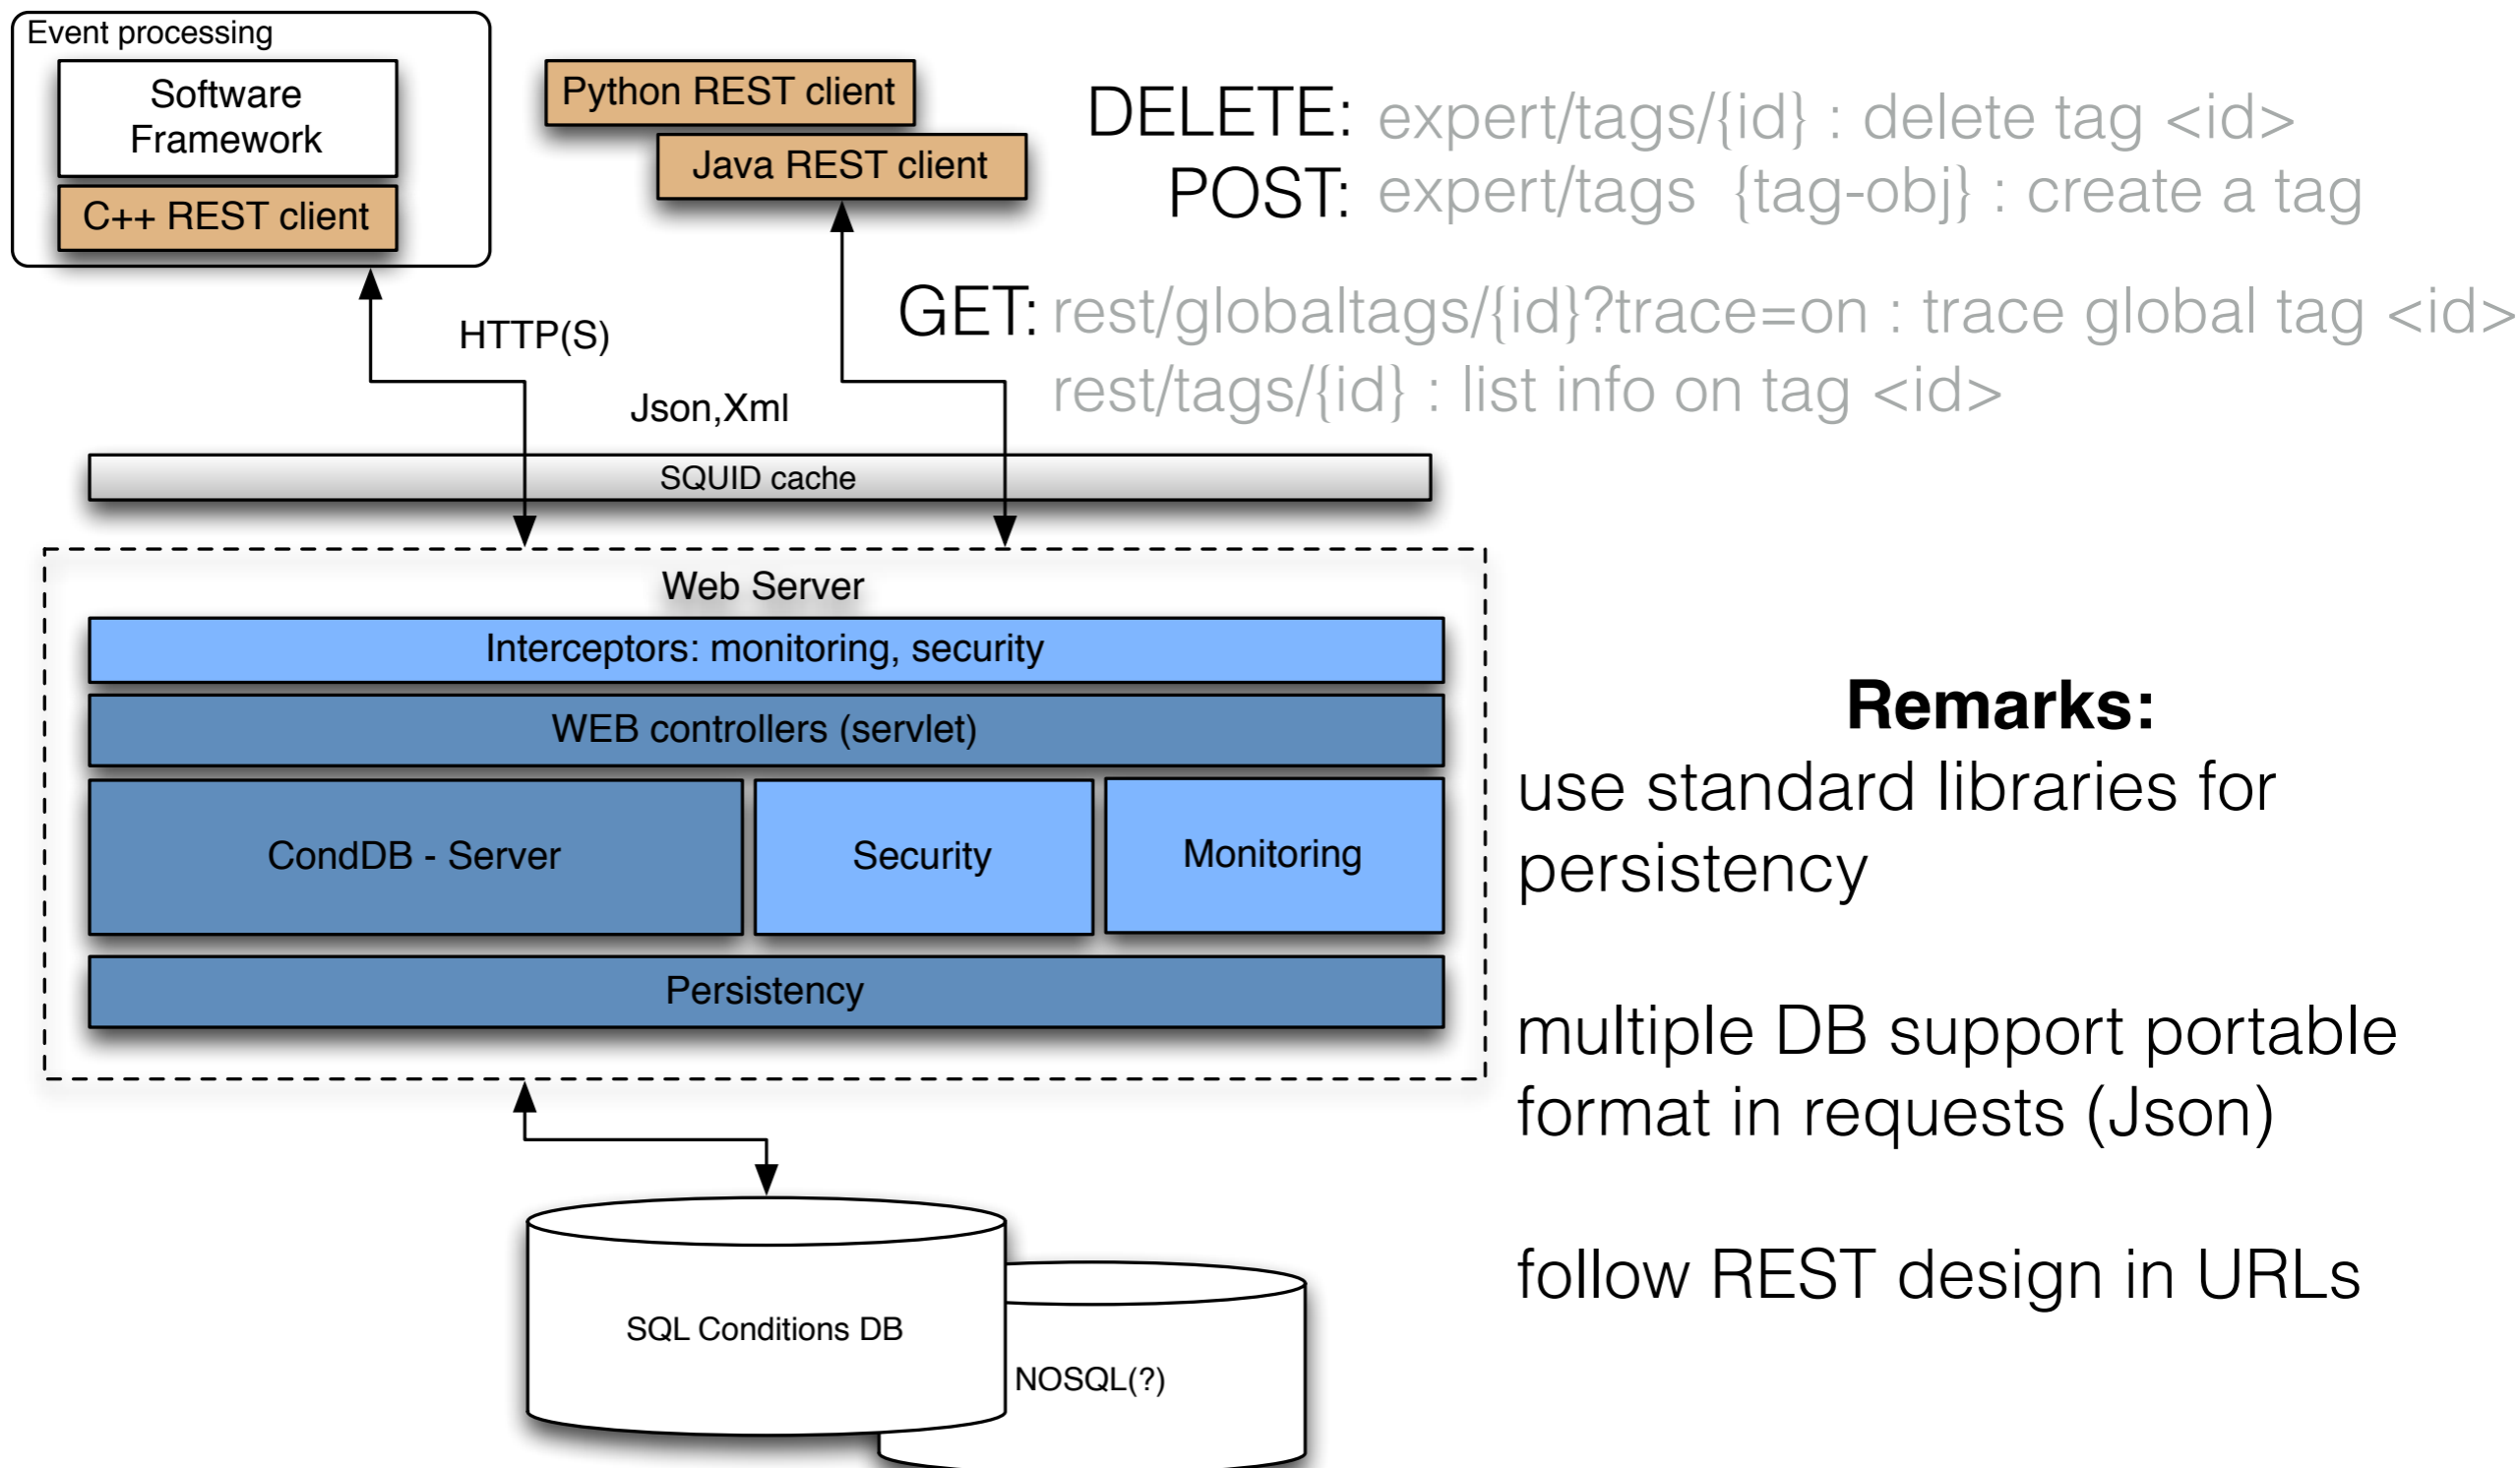 Event processing
Software
Framework
C++ REST client
Python REST client
Java REST client
DELETE: expert/tags/{id} : delete tag <id>
POST: expert/tags {tag-obj} : create a tag
GET: rest/globaltags/{id}?trace=on : trace global tag <id>
rest/tags/{id} : list info on tag <id>
HTTP(S)
Json,Xml
SQUID cache
Web Server
Interceptors: monitoring, security
WEB controllers (servlet)
CondDB - Server
Security
Monitoring
Persistency
SQL Conditions DB
NOSQL(?)
Remarks:
use standard libraries for
persistency
multiple DB support portable
format in requests (Json)
follow REST design in URLs